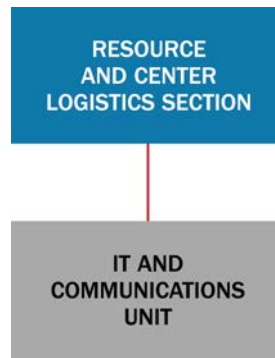 RESOURCE
AND CENTER
LOGISTICS SECTION
IT AND
COMMUNICATIONS
UNIT